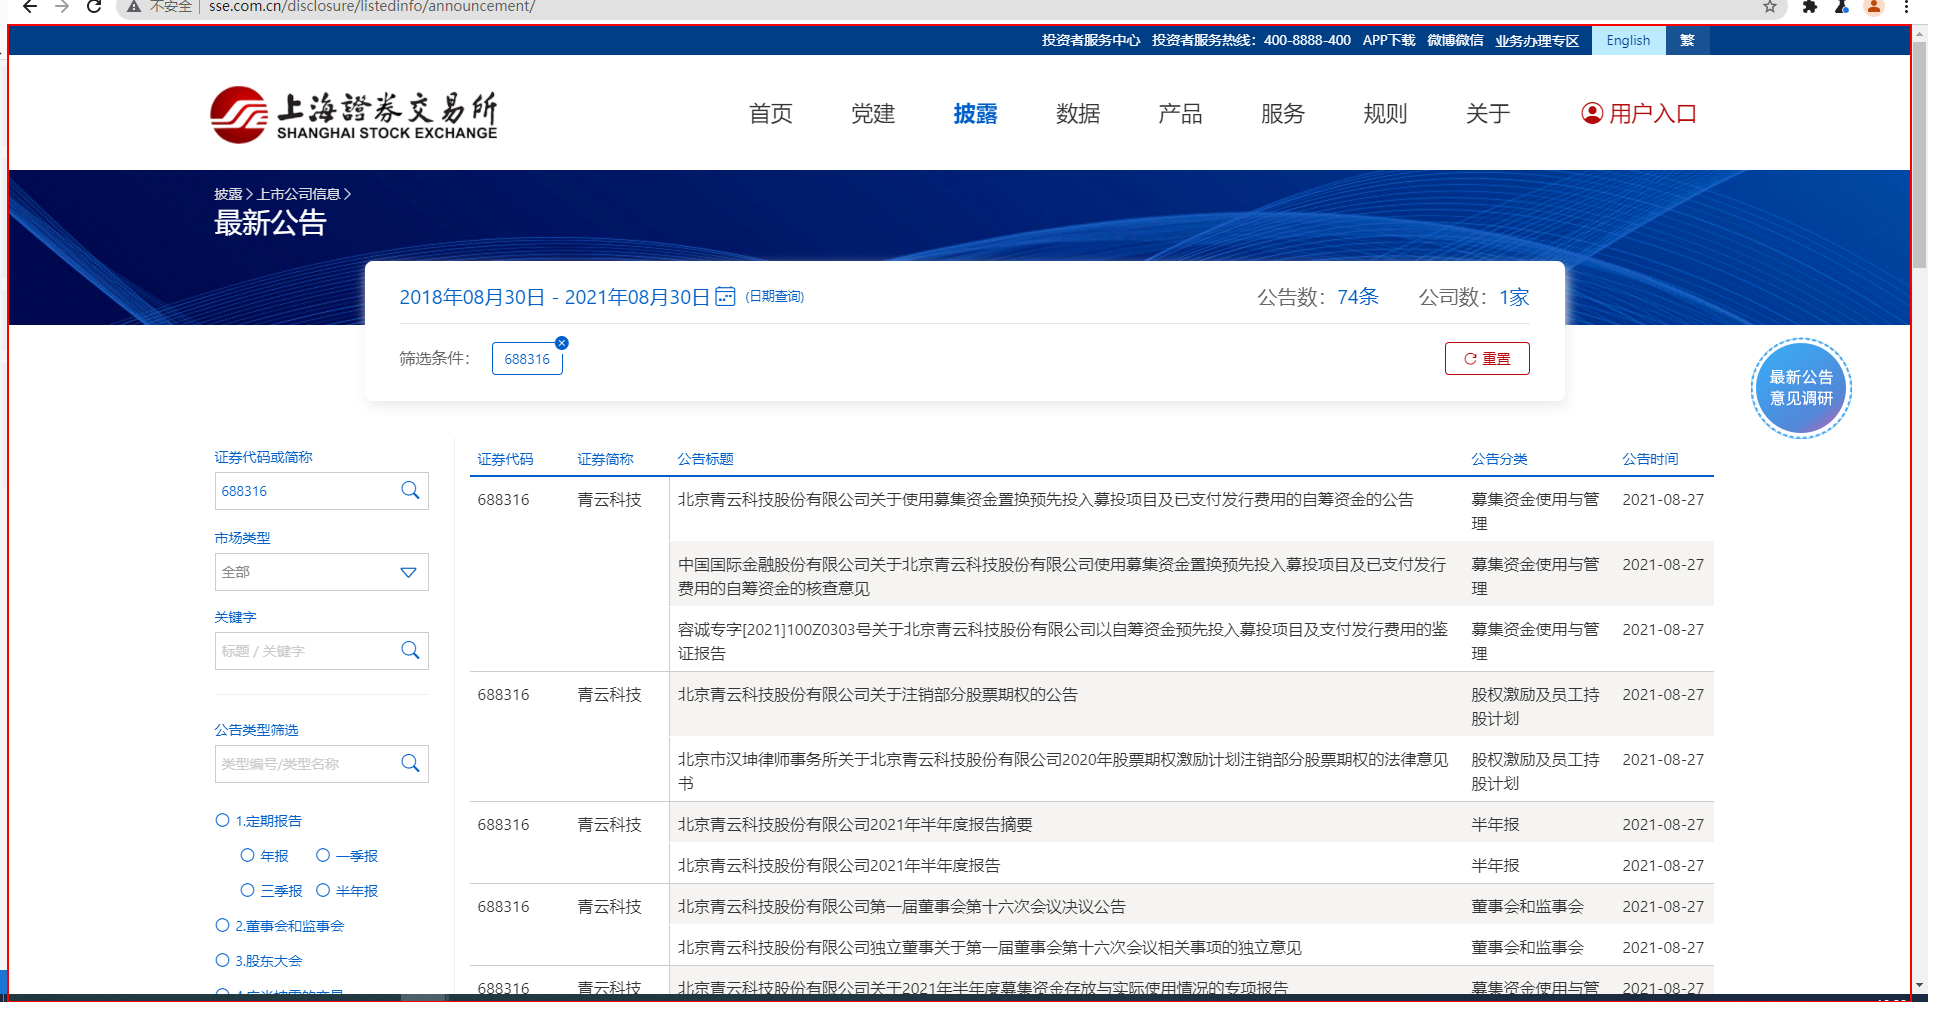 不安全 | sse.com.cn/disclosure/listedinfo/announcement/
投资者服务中心 投资者服务热线：400-8888-400 APP下载 微博微信 业务办理专区 English 繁
上海證券交易所
SHANGHAI STOCK EXCHANGE
首页 党建 披露 数据 产品 服务 规则 关于 用户入口
披露 > 上市公司信息 >
最新公告
2018年08月30日 - 2021年08月30日 (日期查询) 公告数：74条 公司数：1家
筛选条件： 688316 重置
最新公告
意见调研
证券代码或简称
688316
市场类型
全部
关键字
标题 / 关键字
公告类型筛选
类型编号/类型名称
1.定期报告
年报 一季报
三季报 半年报
2.董事会和监事会
3.股东大会
证券代码 证券简称 公告标题 公告分类 公告时间
688316 青云科技 北京青云科技股份有限公司关于使用募集资金置换预先投入募投项目及已支付发行费用的自筹资金的公告 募集资金使用与管 2021-08-27
理
中国国际金融股份有限公司关于北京青云科技股份有限公司使用募集资金置换预先投入募投项目及已支付发行 募集资金使用与管 2021-08-27
费用的自筹资金的核查意见 理
容诚专字[2021]100Z0303号关于北京青云科技股份有限公司以自筹资金预先投入募投项目及支付发行费用的鉴 募集资金使用与管 2021-08-27
证报告 理
688316 青云科技 北京青云科技股份有限公司关于注销部分股票期权的公告 股权激励及员工持 2021-08-27
股计划
北京市汉坤律师事务所关于北京青云科技股份有限公司2020年股票期权激励计划注销部分股票期权的法律意见 股权激励及员工持 2021-08-27
书 股计划
688316 青云科技 北京青云科技股份有限公司2021年半年度报告摘要 半年报 2021-08-27
北京青云科技股份有限公司2021年半年度报告 半年报 2021-08-27
688316 青云科技 北京青云科技股份有限公司第一届董事会第十六次会议决议公告 董事会和监事会 2021-08-27
北京青云科技股份有限公司独立董事关于第一届董事会第十六次会议相关事项的独立意见 董事会和监事会 2021-08-27
688316 青云科技 北京青云科技股份有限公司关于2021年半年度募集资金存放与实际使用情况的专项报告 募集资金使用与管 2021-08-27